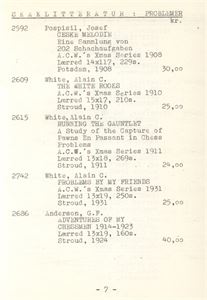 SKAKLITTERATUR : PROBLEMER
kr.
2592 Pospisil, Josef
CESKE MELODIE
Eine Sammlung von
202 Schachaufgaben
A.C.W.'s Xmas Series 1908
Lærred 14x117, 229s.
Potsdam, 1908 30,00
2609 White, Alain C.
THE WHITE ROOKS
A.C.W.'s Xmas Series 1910
Lærred 15x17, 210s.
Stroud, 1910 25,00
2615 White, Alain C.
RUNNING THE GAUNTLET
A Study of the Capture of
Pawns En Passant in Chess
Problems
A.C.W.'s Xmas Series 1911
Lærred 13x18, 269s.
Stroud, 1911 24,00
2742 White, Alain C.
PROBLEMS BY MY FRIENDS
A.C.W.'s Xmas Series 1931
Lærred 13x19, 250s.
Stroud, 1931 25,00
2686 Anderson, G.F.
ADVENTURES OF MY
CHESSMEN 1914-1923
Lærred 13x19, 160s.
Stroud, 1924 40,00
- 7 -